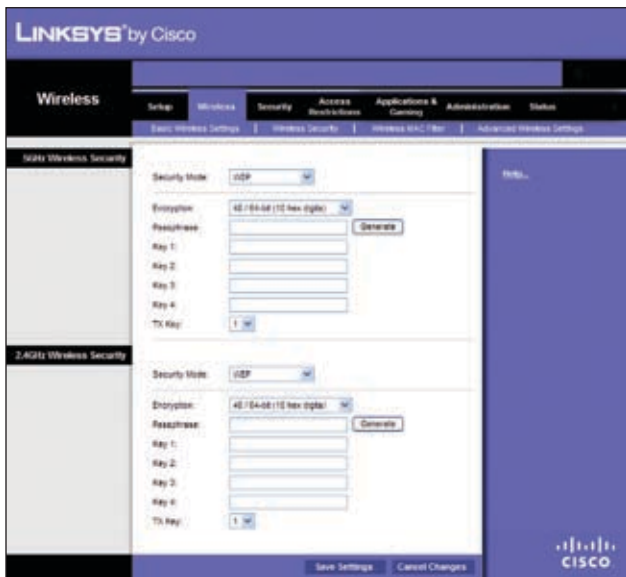 LINKSYS® by Cisco
Wireless
Setup Wireless Security Access Restrictions Applications & Gaming Administration Status
Basic Wireless Settings | Wireless Security | Wireless MAC Filter | Advanced Wireless Settings
5GHz Wireless Security
Help...
Security Mode: WEP
Encryption: 40 / 64-bit (10 hex digits)
Passphrase: Generate
Key 1:
Key 2:
Key 3:
Key 4:
TX Key: 1
2.4GHz Wireless Security
Security Mode: WEP
Encryption: 40 / 64-bit (10 hex digits)
Passphrase: Generate
Key 1:
Key 2:
Key 3:
Key 4:
TX Key: 1
Save Settings Cancel Changes
CISCO